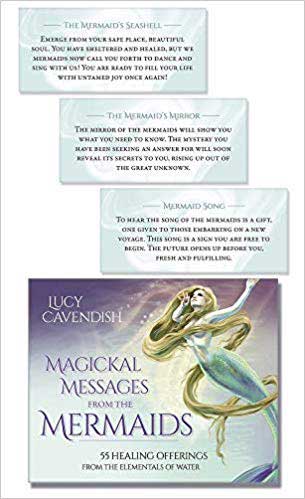 The Mermaid's Seashell
Emerge from your safe place, beautiful
soul. You have sheltered and healed, but we
mermaids now call you forth to dance and
sing with us! You are ready to fill your life
with untamed joy once again!
The Mermaid's Mirror
The mirror of the mermaids will show you
what you need to know. The mystery you
have been seeking an answer for will soon
reveal its secrets to you, rising up out of
the great unknown.
Mermaid Song
To hear the song of the mermaids is a gift,
one given to those embarking on a new
voyage. This song is a sign you are free to
begin. The future opens up before you,
fresh and fulfilling.
Lucy
Cavendish
Magickal
Messages
from the
Mermaids
55 Healing Offerings
from the Elementals of Water